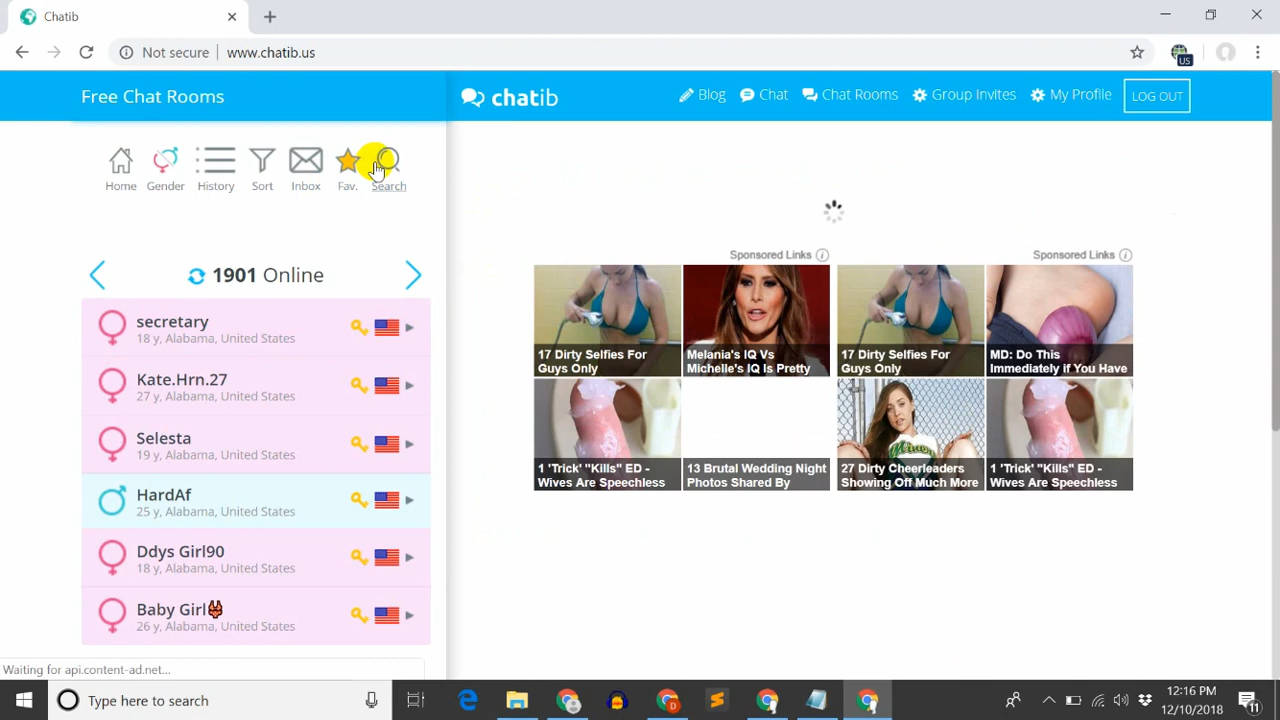 Chatib
Not secure www.chatib.us
US
Free Chat Rooms
chatib
Blog
Chat
Chat Rooms
Group Invites
My Profile
LOG OUT
Home
Gender
History
Sort
Inbox
Fav.
Search
1901 Online
secretary
18 y, Alabama, United States
Kate.Hrn.27
27 y, Alabama, United States
Selesta
19 y, Alabama, United States
HardAf
25 y, Alabama, United States
Ddys Girl90
18 y, Alabama, United States
Baby Girl
26 y, Alabama, United States
Sponsored Links
17 Dirty Selfies For
Guys Only
Melania's IQ Vs
Michelle's IQ Is Pretty
1 'Trick' "Kills" ED -
Wives Are Speechless
13 Brutal Wedding Night
Photos Shared By
Sponsored Links
17 Dirty Selfies For
Guys Only
MD: Do This
Immediately if You Have
27 Dirty Cheerleaders
Showing Off Much More
1 'Trick' "Kills" ED -
Wives Are Speechless
Waiting for api.content-ad.net...
Type here to search
12:16 PM
12/10/2018
11